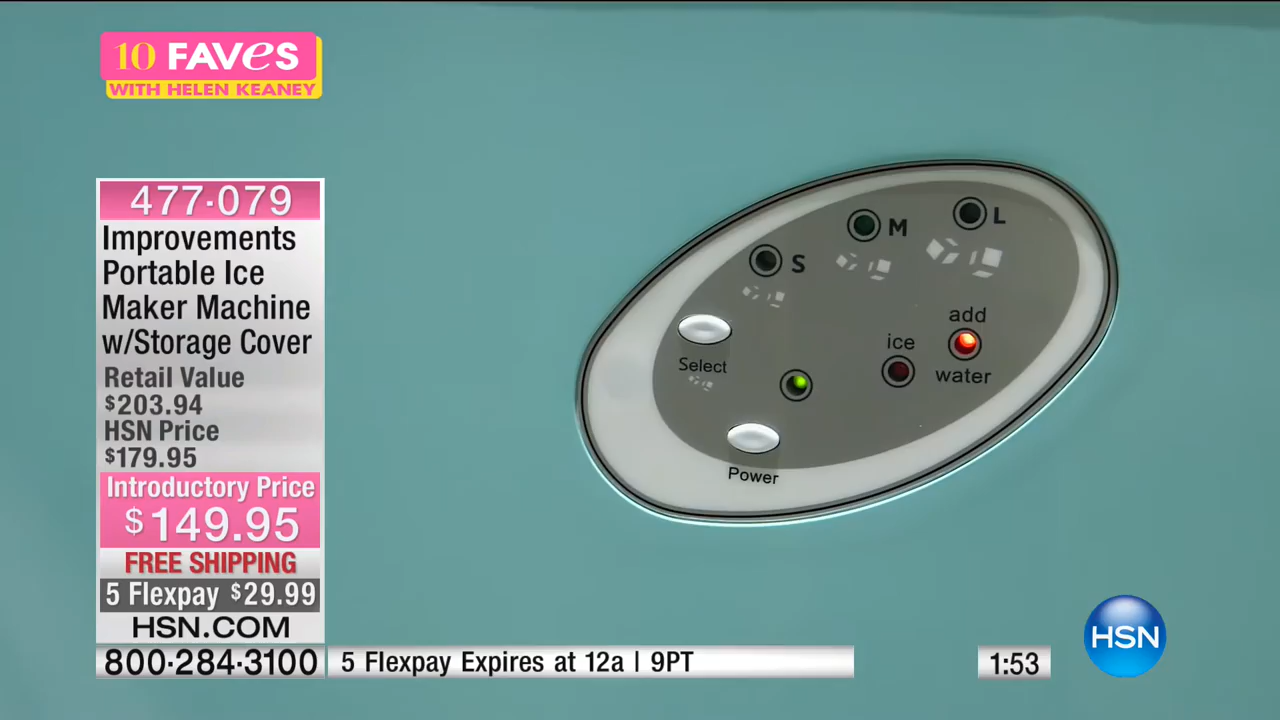 10 FAVeS
WITH HELEN KEANEY
477·079
Improvements
Portable Ice
Maker Machine
w/Storage Cover
Retail Value
$203.94
HSN Price
$179.95
Introductory Price
$149.95
FREE SHIPPING
5 Flexpay $29.99
HSN.COM
800·284·3100
5 Flexpay Expires at 12a | 9PT
1:53
HSN
S
M
L
Select
ice
add
water
Power